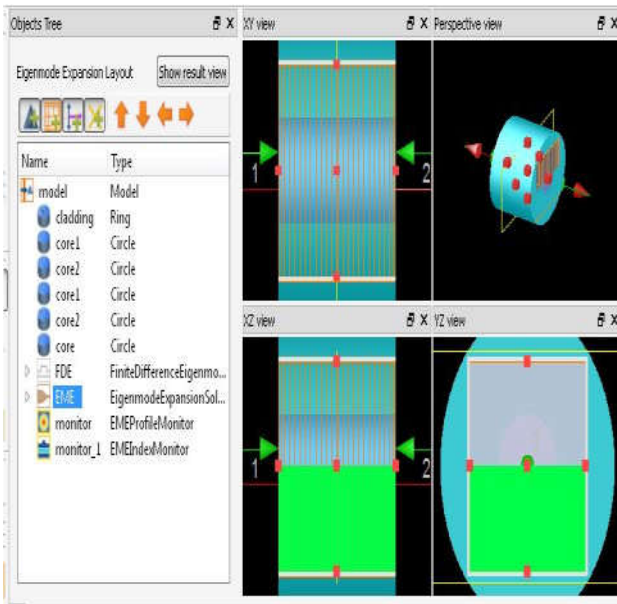 Objects Tree
Eigenmode Expansion Layout Show result view
Name Type
model Model
cladding Ring
core1 Circle
core2 Circle
core1 Circle
core2 Circle
core Circle
FDE FiniteDifferenceEigenmo...
EME EigenmodeExpansionSol...
monitor EMEProfileMonitor
monitor_1 EMEIndexMonitor
XY view
1 2
Perspective view
XZ view
1 2
YZ view